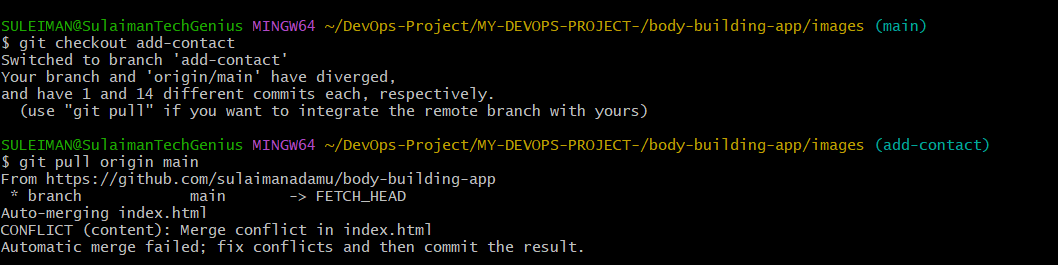 SULEIMAN@SulaimanTechGenius MINGW64 ~/DevOps-Project/MY-DEVOPS-PROJECT-/body-building-app/images (main)
$ git checkout add-contact
Switched to branch 'add-contact'
Your branch and 'origin/main' have diverged,
and have 1 and 14 different commits each, respectively.
  (use "git pull" if you want to integrate the remote branch with yours)
SULEIMAN@SulaimanTechGenius MINGW64 ~/DevOps-Project/MY-DEVOPS-PROJECT-/body-building-app/images (add-contact)
$ git pull origin main
From https://github.com/sulaimanadamu/body-building-app
 * branch            main       -> FETCH_HEAD
Auto-merging index.html
CONFLICT (content): Merge conflict in index.html
Automatic merge failed; fix conflicts and then commit the result.